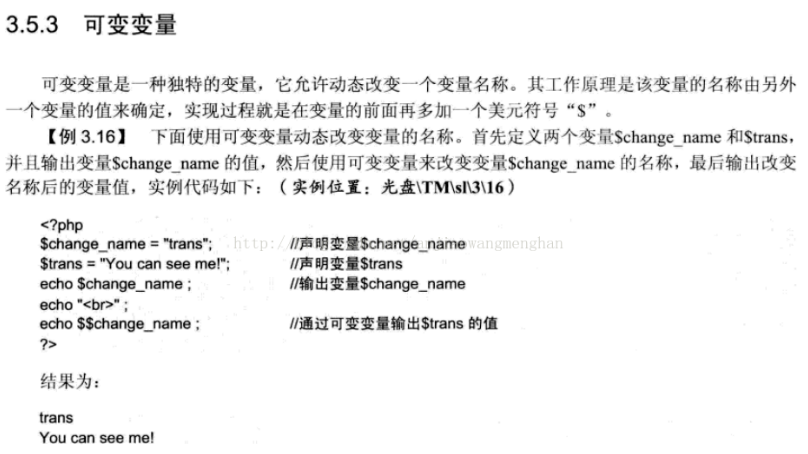 3.5.3 可变变量
可变变量是一种独特的变量，它允许动态改变一个变量名称。其工作原理是该变量的名称由另外
一个变量的值来确定，实现过程就是在变量的前面再多加一个美元符号“$”。
【例 3.16】 下面使用可变变量动态改变变量的名称。首先定义两个变量$change_name 和$trans，
并且输出变量$change_name 的值，然后使用可变变量来改变变量$change_name 的名称，最后输出改变
名称后的变量值，实例代码如下：（实例位置：光盘\TM\sl\3\16）
<?php
$change_name = "trans"; //声明变量$change_name
$trans = "You can see me!"; //声明变量$trans
echo $change_name ; //输出变量$change_name
echo "<br>" ;
echo $$change_name ; //通过可变变量输出$trans 的值
?>
结果为：
trans
You can see me!